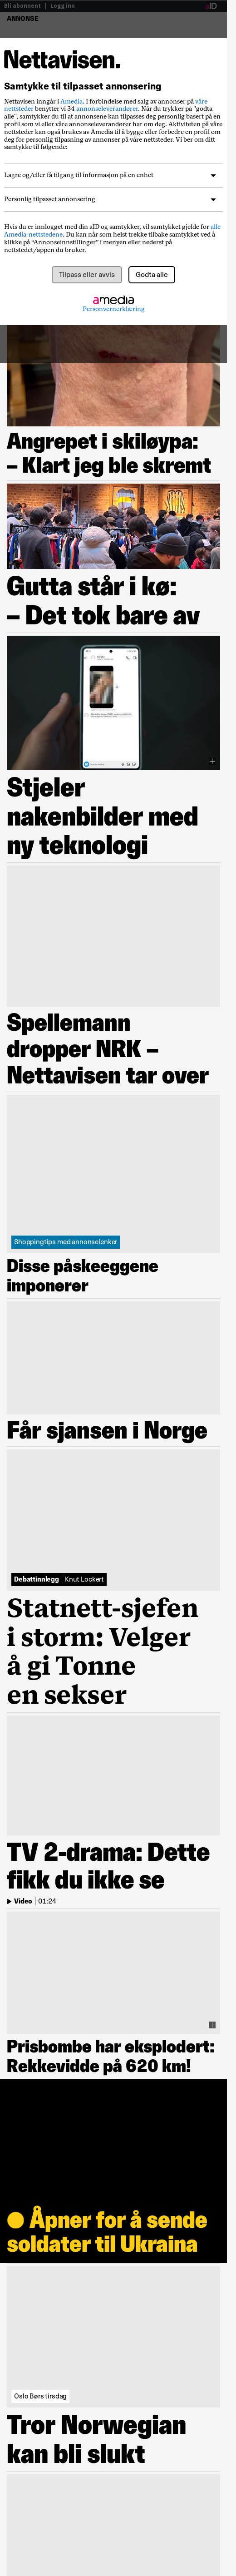 Bli abonnent | Logg inn
aID
ANNONSE
Nettavisen.
Samtykke til tilpasset annonsering
Nettavisen inngår i Amedia. I forbindelse med salg av annonser på våre
nettsteder benytter vi 34 annonseleverandører. Når du trykker på "godta
alle", samtykker du til at annonsene kan tilpasses deg personlig basert på en
profil om deg som vi eller våre annonseleverandører har. Aktiviteten din på våre
nettsteder kan også brukes av Amedia til å bygge eller forbedre en profil om
deg for personlig tilpasning av annonser på våre nettsteder. Vi ber om ditt
samtykke til følgende:
Lagre og/eller få tilgang til informasjon på en enhet
Personlig tilpasset annonsering
Hvis du er innlogget med din aID og samtykker, vil samtykket gjelde for alle
Amedia-nettstedene. Du kan når som helst trekke tilbake samtykket ved å
klikke på “Annonseinnstillinger” i menyen eller nederst på
nettstedet/appen du bruker.
Tilpass eller avvis
Godta alle
amedia
Personvernerklæring
Angrepet i skiløypa:
– Klart jeg ble skremt
Gutta står i kø:
– Det tok bare av
Stjeler
nakenbilder med
ny teknologi
Spellemann
dropper NRK –
Nettavisen tar over
Shoppingtips med annonselenker
Disse påskeeggene
imponerer
Får sjansen i Norge
Debattinnlegg | Knut Lockert
Statnett-sjefen
i storm: Velger
å gi Tonne
en sekser
TV 2-drama: Dette
fikk du ikke se
Video | 01:24
Prisbombe har eksplodert:
Rekkevidde på 620 km!
Åpner for å sende
soldater til Ukraina
Oslo Børs tirsdag
Tror Norwegian
kan bli slukt